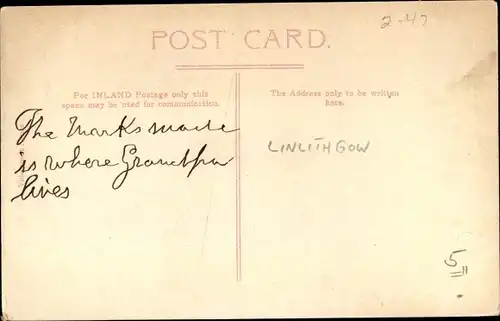 2-47
POST CARD.
For INLAND Postage only this
space may be used for communication.
The Address only to be written
here.
The marks made
is where Grandpa
lives
LINLITHGOW
5